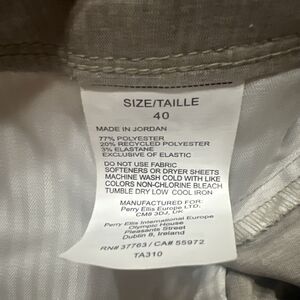 SIZE/TAILLE
40
MADE IN JORDAN
77% POLYESTER
20% RECYCLED POLYESTER
3% ELASTANE
EXCLUSIVE OF ELASTIC
DO NOT USE FABRIC
SOFTENERS OR DRYER SHEETS
MACHINE WASH COLD WITH LIKE
COLORS NON-CHLORINE BLEACH
TUMBLE DRY LOW COOL IRON
MANUFACTURED FOR:
Perry Ellis Europe LTD.
CM8 3DJ, UK
Perry Ellis International Europe
Olympic House
Pleasants Street
Dublin 8, Ireland
RN# 37763 / CA# 55972
TA310